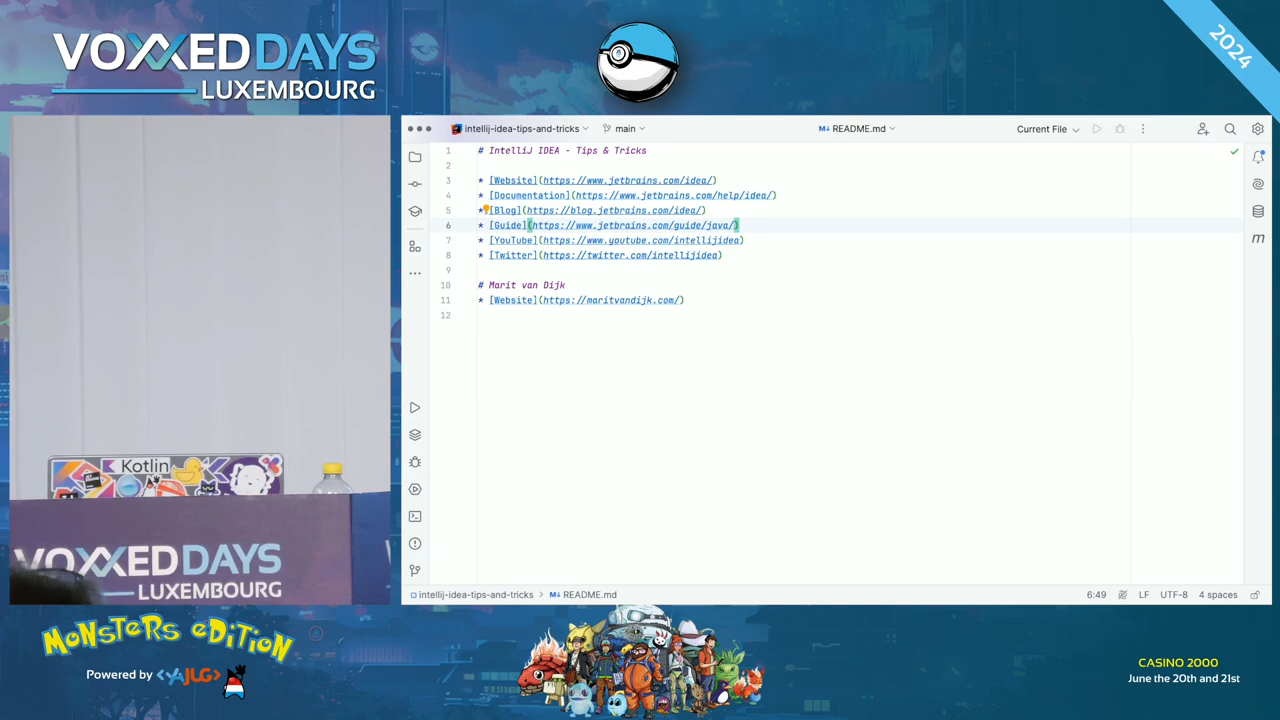 VOXXEDDAYS
LUXEMBOURG
2024
intellij-idea-tips-and-tricks
main
README.md
Current File
1 # IntelliJ IDEA - Tips & Tricks
2
3 * [Website](https://www.jetbrains.com/idea/)
4 * [Documentation](https://www.jetbrains.com/help/idea/)
5 * [Blog](https://blog.jetbrains.com/idea/)
6 * [Guide](https://www.jetbrains.com/guide/java/)
7 * [YouTube](https://www.youtube.com/intellijidea)
8 * [Twitter](https://twitter.com/intellijidea)
9
10 # Marit van Dijk
11 * [Website](https://maritvandijk.com/)
12
m
intellij-idea-tips-and-tricks > README.md
6:49
LF
UTF-8
4 spaces
Kotlin
VOXXEDDAYS
LUXEMBOURG
MONSTERS EDITION
Powered by <YAJUG>
CASINO 2000
June the 20th and 21st